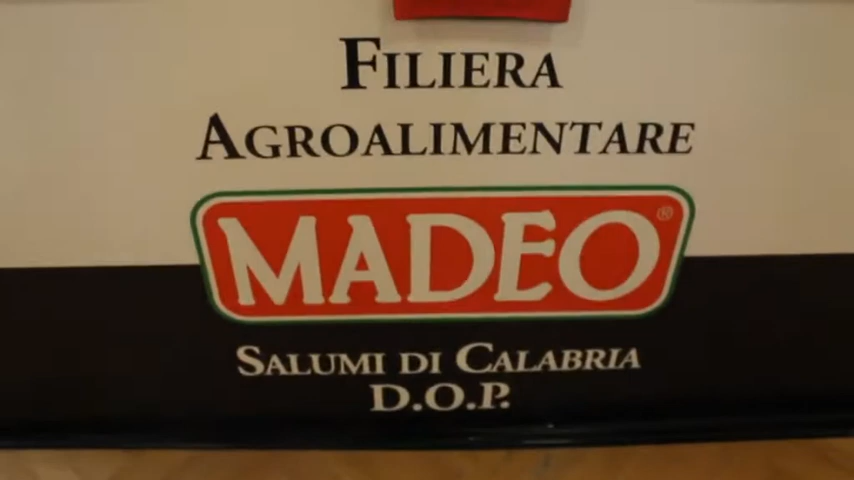 FILIERA
AGROALIMENTARE
MADEO®
SALUMI DI CALABRIA
D.O.P.